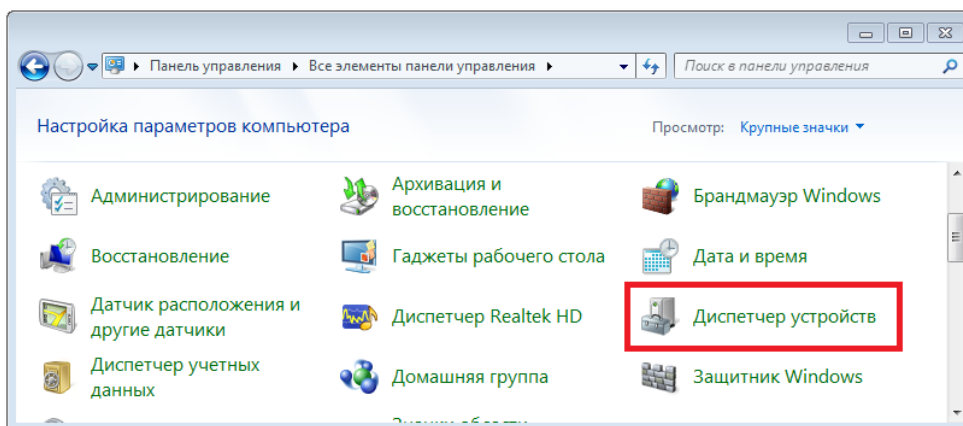 Панель управления ▸ Все элементы панели управления ▸
Поиск в панели управления
Настройка параметров компьютера
Просмотр: Крупные значки
Администрирование
Архивация и
восстановление
Брандмауэр Windows
Восстановление
Гаджеты рабочего стола
Дата и время
Датчик расположения и
другие датчики
Диспетчер Realtek HD
Диспетчер устройств
Диспетчер учетных
данных
Домашняя группа
Защитник Windows